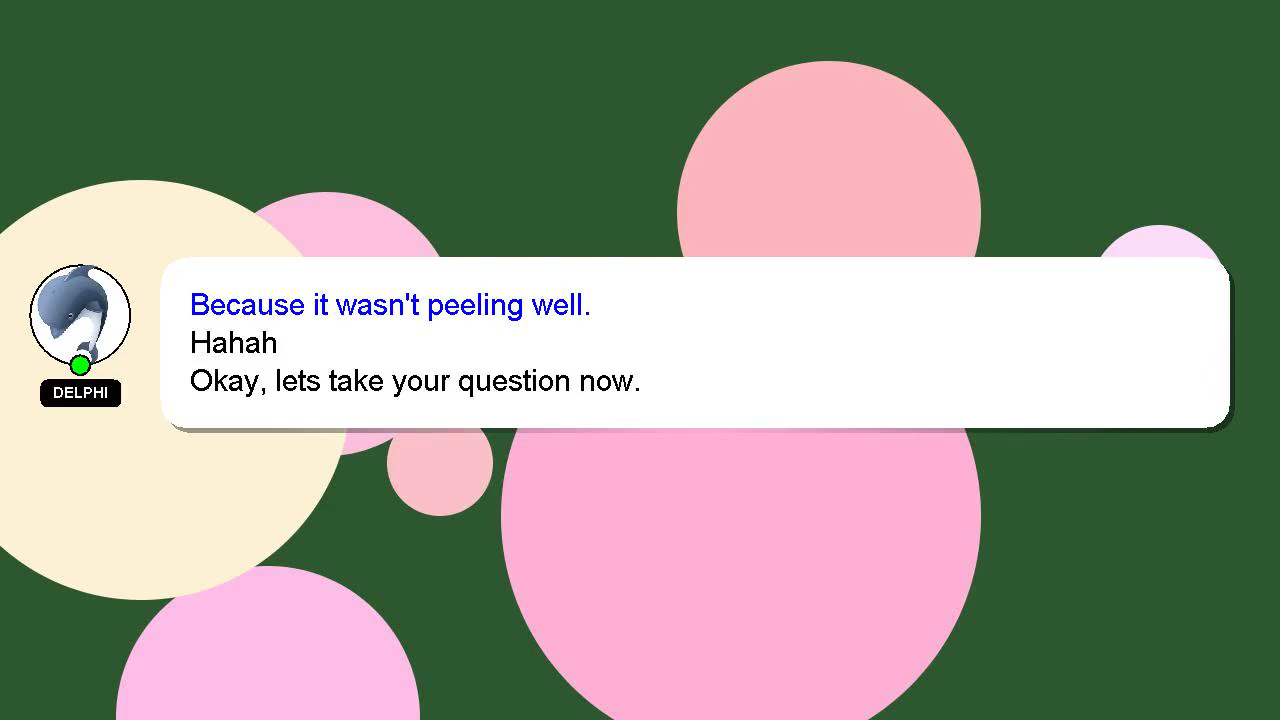 Because it wasn't peeling well.
Hahah
Okay, lets take your question now.
DELPHI